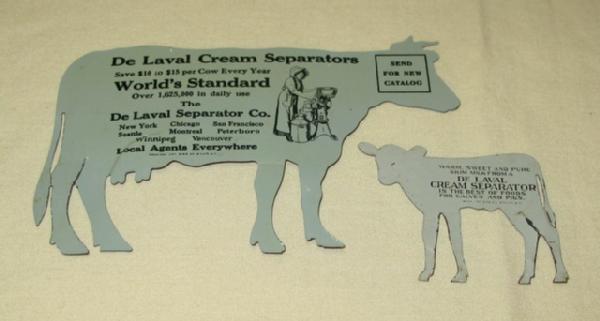 De Laval Cream Separators
Save $10 to $15 per Cow Every Year
World's Standard
Over 1,625,000 in daily use
The
De Laval Separator Co.
New York Chicago San Francisco
Seattle Montreal Peterboro
Winnipeg Vancouver
Local Agents Everywhere
SEND
FOR NEW
CATALOG
WARM, SWEET AND PURE
SKIM MILK FROM A
DE LAVAL
CREAM SEPARATOR
IS THE BEST OF FOODS
FOR CALVES AND PIGS.